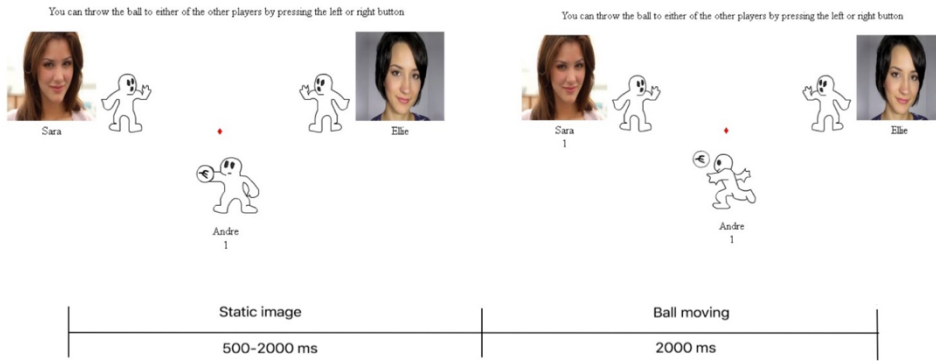 You can throw the ball to either of the other players by pressing the left or right button
Sara
Ellie
€
Andre
1
You can throw the ball to either of the other players by pressing the left or right button
Sara
1
Ellie
€
Andre
1
Static image
Ball moving
500-2000 ms
2000 ms